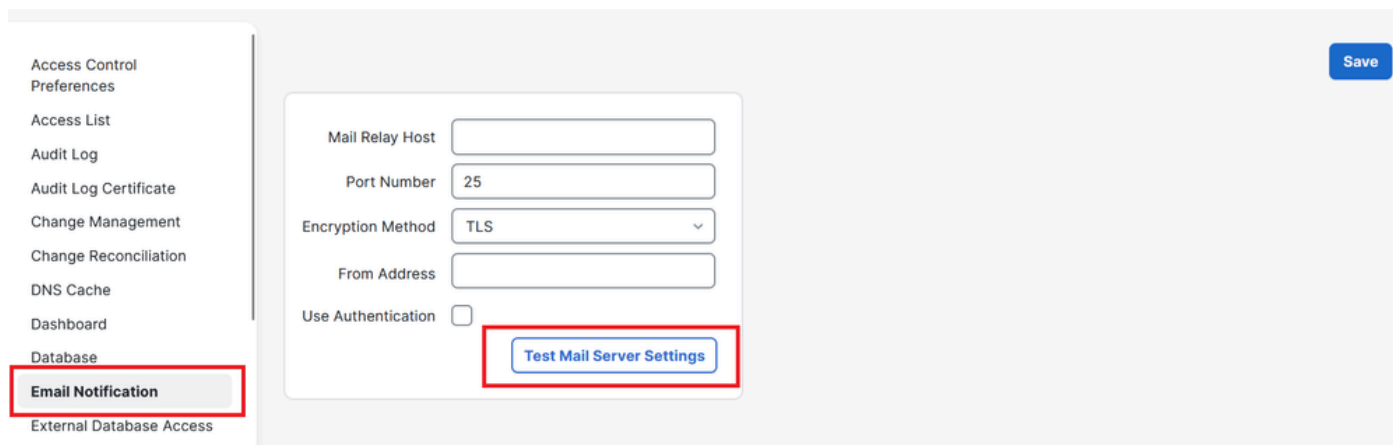 Access Control
Preferences
Access List
Audit Log
Audit Log Certificate
Change Management
Change Reconciliation
DNS Cache
Dashboard
Database
Email Notification
External Database Access
Save
Mail Relay Host
Port Number 25
Encryption Method TLS
From Address
Use Authentication
Test Mail Server Settings